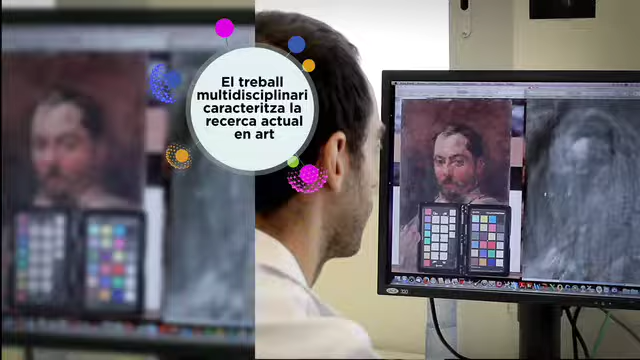 El treball
multidisciplinari
caracteritza la
recerca actual
en art